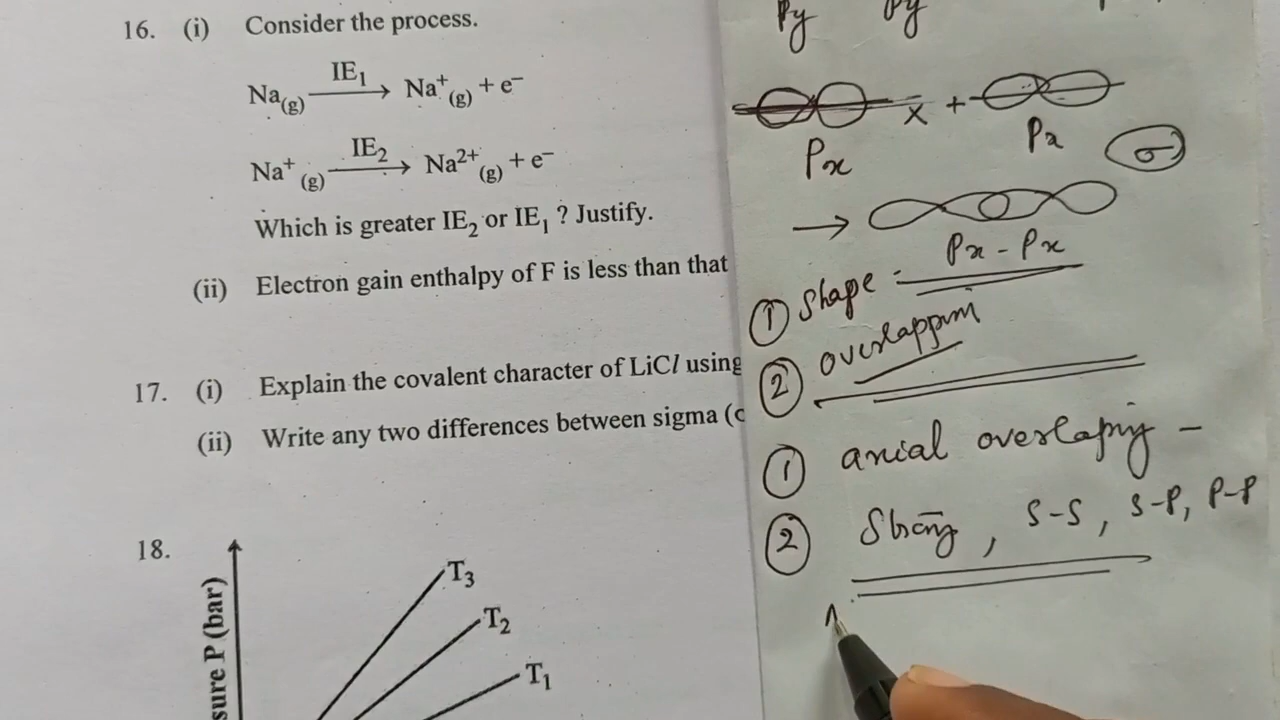 16. (i) Consider the process.
Na(g) IE1 → Na+(g) + e−
Na+(g) IE2 → Na2+(g) + e−
Which is greater IE2 or IE1 ? Justify.
(ii) Electron gain enthalpy of F is less than that
17. (i) Explain the covalent character of LiCl using
(ii) Write any two differences between sigma (
18.
T3
T2
T1
sure P (bar)
Py Py
x +
Px Px σ
→
Px - Px
① Shape -
② overlappin
① axial overlaping -
② Strong, s-s, s-P, P-P